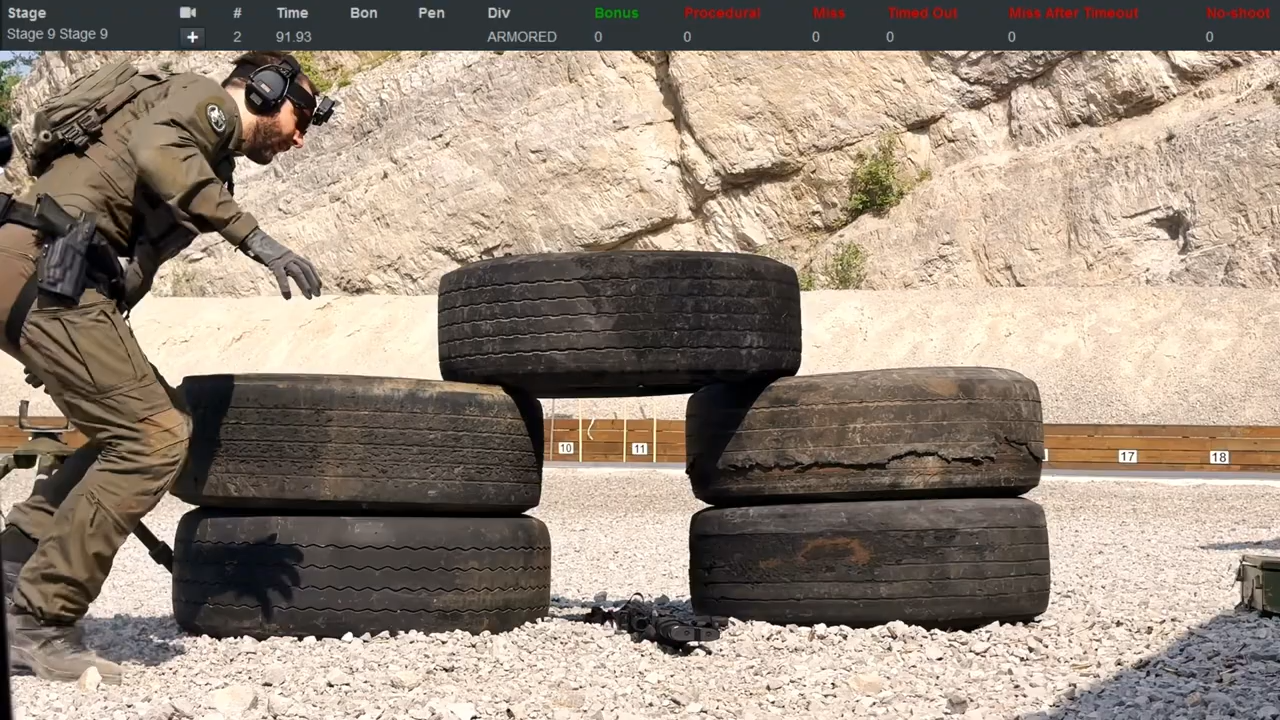 Stage # Time Bon Pen Div Bonus Procedural Miss Timed Out Miss After Timeout No-shoot
Stage 9 Stage 9 + 2 91.93 ARMORED 0 0 0 0 0 0
10 11 17 18